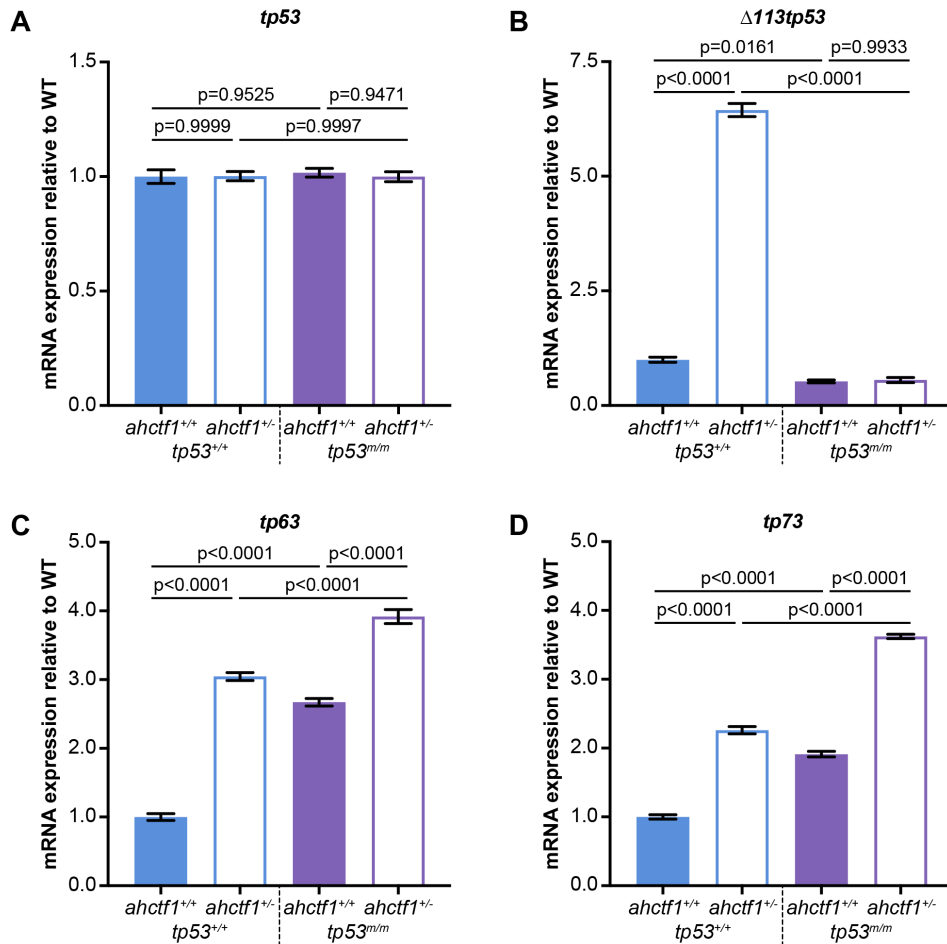 A
tp53
mRNA expression relative to WT
1.5
1.0
0.5
0.0
p=0.9525
p=0.9471
p=0.9999
p=0.9997
ahctf1+/+ ahctf1+/- ahctf1+/+ ahctf1+/-
tp53+/+ tp53m/m
B
Δ113tp53
mRNA expression relative to WT
7.5
5.0
2.5
0.0
p=0.0161
p=0.9933
p<0.0001
p<0.0001
ahctf1+/+ ahctf1+/- ahctf1+/+ ahctf1+/-
tp53+/+ tp53m/m
C
tp63
mRNA expression relative to WT
5.0
4.0
3.0
2.0
1.0
0.0
p<0.0001
p<0.0001
p<0.0001
p<0.0001
ahctf1+/+ ahctf1+/- ahctf1+/+ ahctf1+/-
tp53+/+ tp53m/m
D
tp73
mRNA expression relative to WT
5.0
4.0
3.0
2.0
1.0
0.0
p<0.0001
p<0.0001
p<0.0001
p<0.0001
ahctf1+/+ ahctf1+/- ahctf1+/+ ahctf1+/-
tp53+/+ tp53m/m